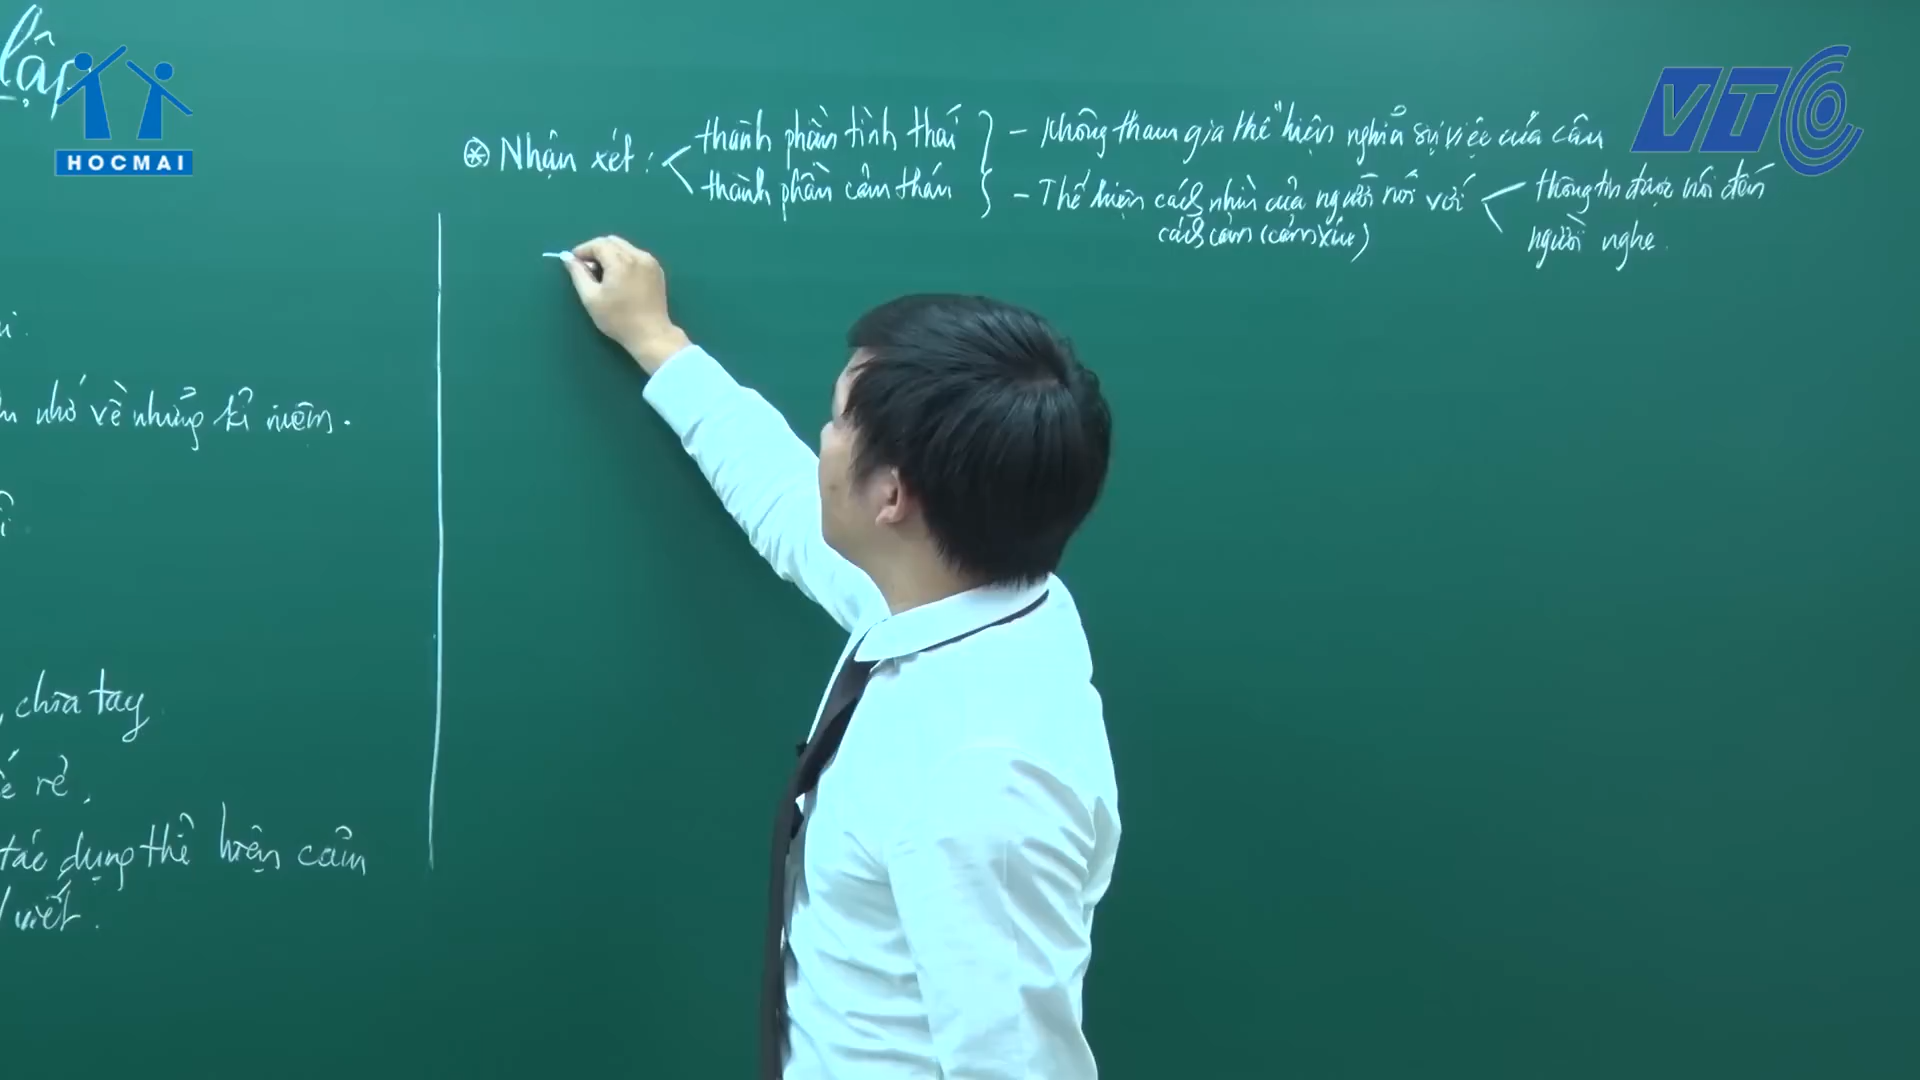 lập
HOCMAI
VTC
nhớ về những kỉ niệm.
, chia tay
rẻ,
tác dụng thể hiện cảm
viết.
⊛ Nhận xét: < thành phần tình thái } - Không tham gia thể hiện nghĩa sự việc của câu
thành phần cảm thán - Thể hiện cách nhìn của người nói với < thông tin được nói đến
cách cảm (cảm xúc) người nghe.